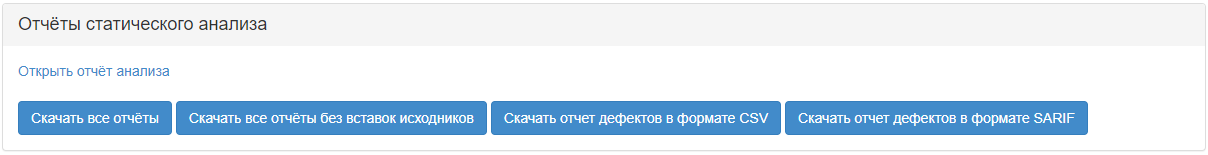 Отчёты статического анализа
Открыть отчёт анализа
Скачать все отчёты Скачать все отчёты без вставок исходников Скачать отчет дефектов в формате CSV Скачать отчет дефектов в формате SARIF